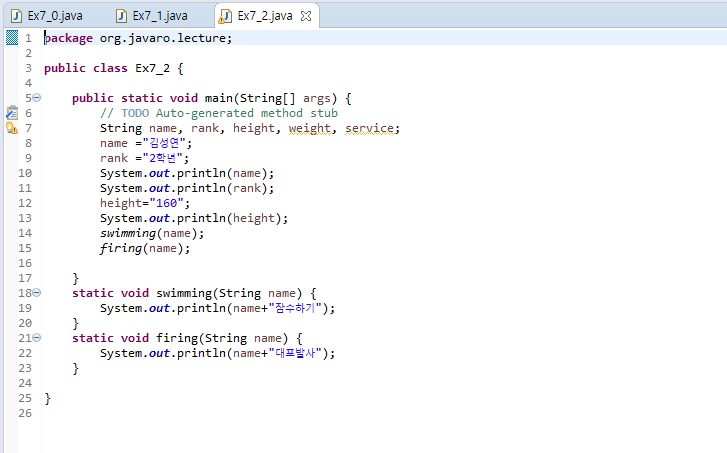 Ex7_0.java Ex7_1.java Ex7_2.java
1 package org.javaro.lecture;
2
3 public class Ex7_2 {
4
5 public static void main(String[] args) {
6 // TODO Auto-generated method stub
7 String name, rank, height, weight, service;
8 name ="김성연";
9 rank ="2학년";
10 System.out.println(name);
11 System.out.println(rank);
12 height="160";
13 System.out.println(height);
14 swimming(name);
15 firing(name);
16
17 }
18 static void swimming(String name) {
19 System.out.println(name+"잠수하기");
20 }
21 static void firing(String name) {
22 System.out.println(name+"대포발사");
23 }
24
25 }
26